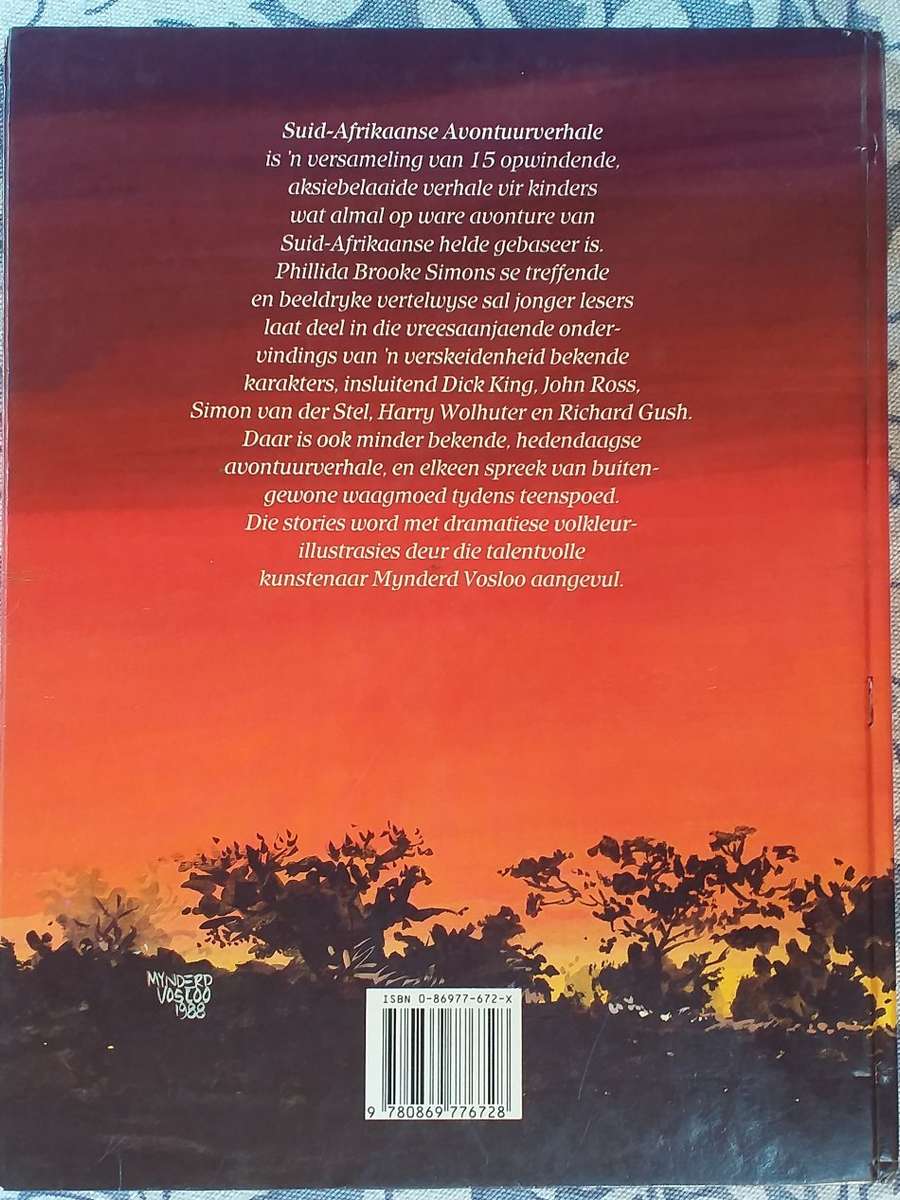 Suid-Afrikaanse Avontuurverhale
is 'n versameling van 15 opwindende,
aksiebelaaide verhale vir kinders
wat almal op ware avonture van
Suid-Afrikaanse helde gebaseer is.
Phillida Brooke Simons se treffende
en beeldryke vertelwyse sal jonger lesers
laat deel in die vreesaanjaende onder-
vindings van 'n verskeidenheid bekende
karakters, insluitend Dick King, John Ross,
Simon van der Stel, Harry Wolhuter en Richard Gush.
Daar is ook minder bekende, hedendaagse
avontuurverhale, en elkeen spreek van buiten-
gewone waagmoed tydens teenspoed.
Die stories word met dramatiese volkleur-
illustrasies deur die talentvolle
kunstenaar Mynderd Vosloo aangevul.
MYNDERD
VOSLOO
1988
ISBN 0-86977-672-X
9 780869 776728